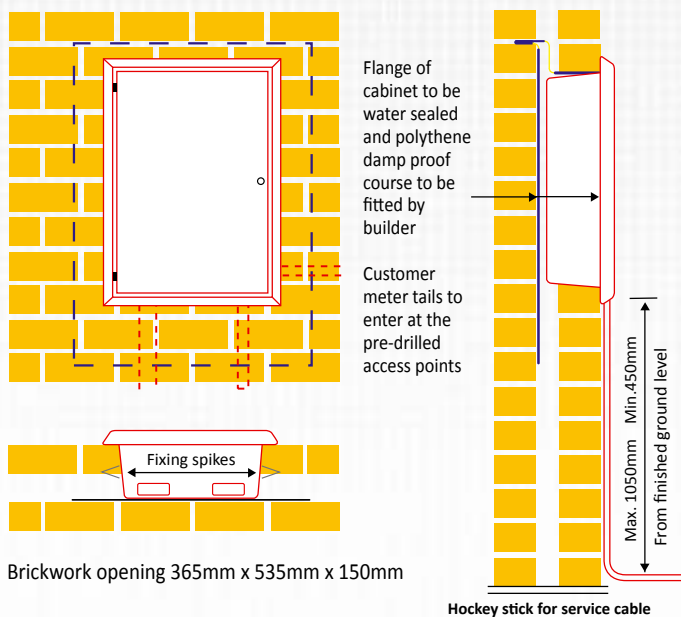 Flange of
cabinet to be
water sealed
and polythene
damp proof
course to be
fitted by
builder
Customer
meter tails to
enter at the
pre-drilled
access points
Fixing spikes
Brickwork opening 365mm x 535mm x 150mm
Max. 1050mm Min.450mm
From finished ground level
Hockey stick for service cable